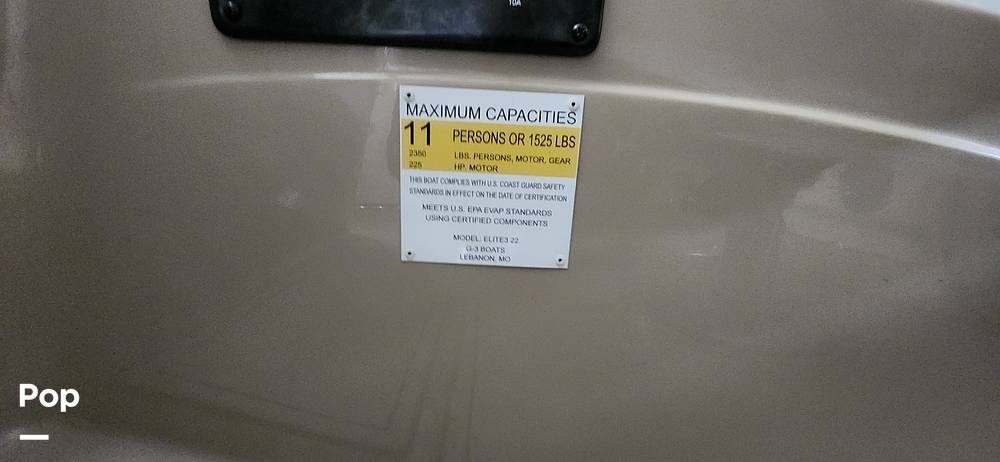 10A
MAXIMUM CAPACITIES
11 PERSONS OR 1525 LBS
2350 LBS. PERSONS, MOTOR, GEAR
225 HP. MOTOR
THIS BOAT COMPLIES WITH U.S. COAST GUARD SAFETY
STANDARDS IN EFFECT ON THE DATE OF CERTIFICATION
MEETS U.S. EPA EVAP STANDARDS
USING CERTIFIED COMPONENTS
MODEL: ELITE3 22
G-3 BOATS
LEBANON, MO
Pop